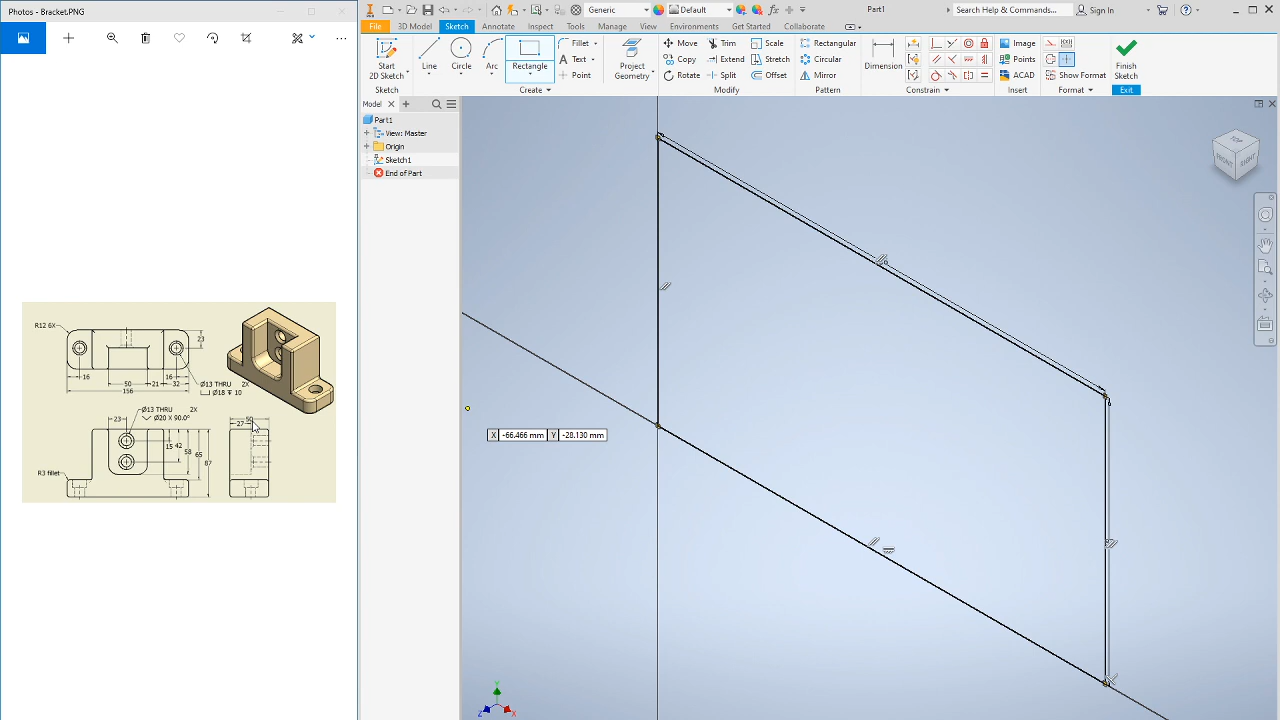 Photos - Bracket.PNG
R12 6X
23
16
16
50
21
32
156
Ø13 THRU 2X
Ø18 10
Ø13 THRU 2X
Ø20 X 90.0°
23
50
27
15
42
58
65
87
R3 fillet
Generic
Default
Part1
Search Help & Commands...
Sign In
File
3D Model
Sketch
Annotate
Inspect
Tools
Manage
View
Environments
Get Started
Collaborate
Start
2D Sketch
Line
Circle
Arc
Rectangle
Fillet
Text
Point
Project
Geometry
Move
Copy
Rotate
Trim
Extend
Split
Scale
Stretch
Offset
Rectangular
Circular
Mirror
Dimension
Image
Points
ACAD
Show Format
Finish
Sketch
Sketch
Create
Modify
Pattern
Constrain
Insert
Format
Exit
Model
Part1
View: Master
Origin
Sketch1
End of Part
TOP
FRONT
RIGHT
X -66.466 mm Y -28.130 mm
Y
Z
X